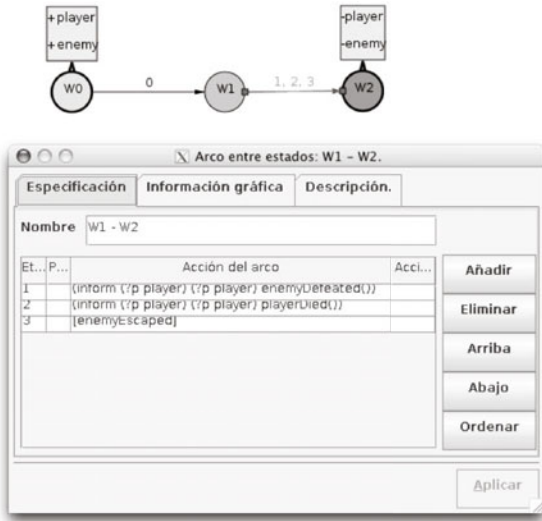 +player
+enemy
-player
-enemy
W0
0
W1
1, 2, 3
W2
X Arco entre estados: W1 - W2.
Especificación
Información gráfica
Descripción.
Nombre
W1 - W2
Et... P... Acción del arco Acci...
1 (inform (?p player) (?p player) enemyDefeated())
2 (inform (?p player) (?p player) playerDied())
3 [enemyEscaped]
Añadir
Eliminar
Arriba
Abajo
Ordenar
Aplicar